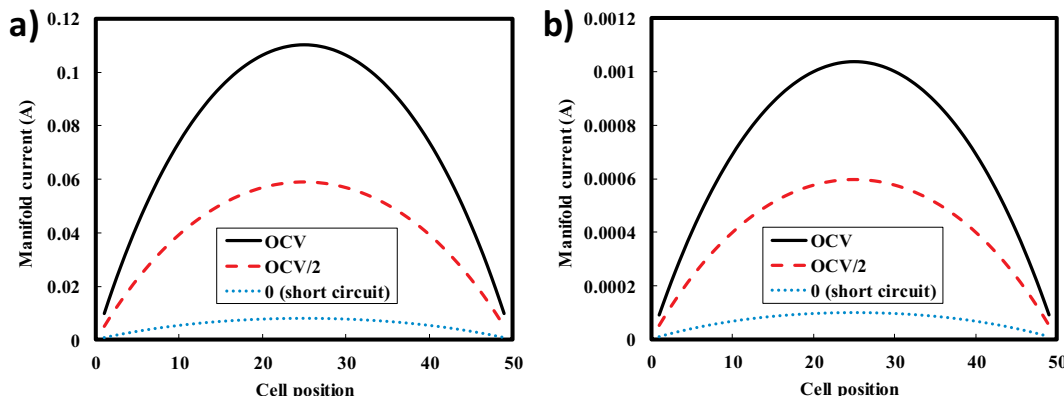 a)
Manifold current (A)
0.12
0.1
0.08
0.06
0.04
0.02
0
OCV
OCV/2
0 (short circuit)
0 10 20 30 40 50
Cell position
b)
Manifold current (A)
0.0012
0.001
0.0008
0.0006
0.0004
0.0002
0
OCV
OCV/2
0 (short circuit)
0 10 20 30 40 50
Cell position